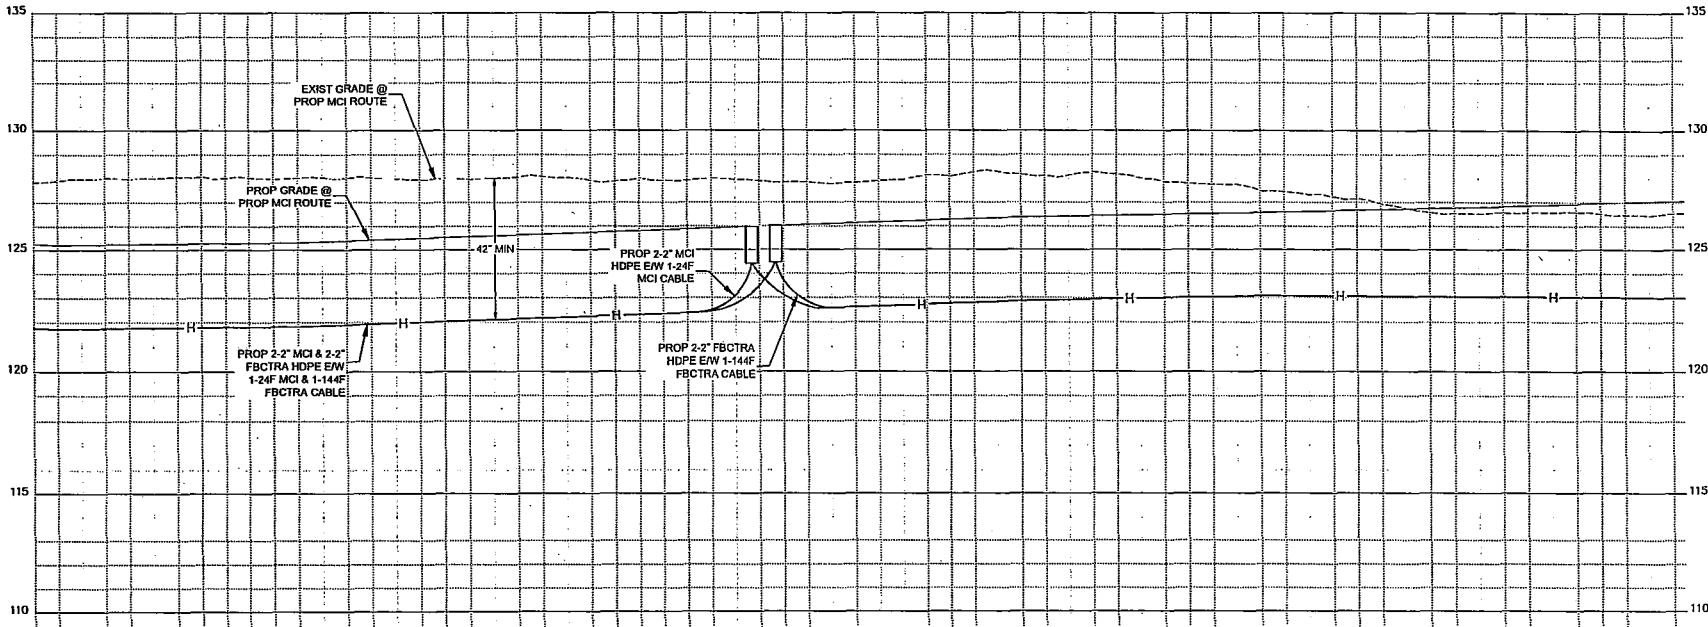 135
135
EXIST GRADE @
PROP MCI ROUTE
130
130
PROP GRADE @
PROP MCI ROUTE
42" MIN
125
125
PROP 2-2" MCI
HDPE E/W 1-24F
MCI CABLE
H
H
H
H
H
H
H
PROP 2-2" MCI & 2-2"
FBCTRA HDPE E/W
1-24F MCI & 1-144F
FBCTRA CABLE
PROP 2-2" FBCTRA
HDPE E/W 1-144F
FBCTRA CABLE
120
120
115
115
110
110